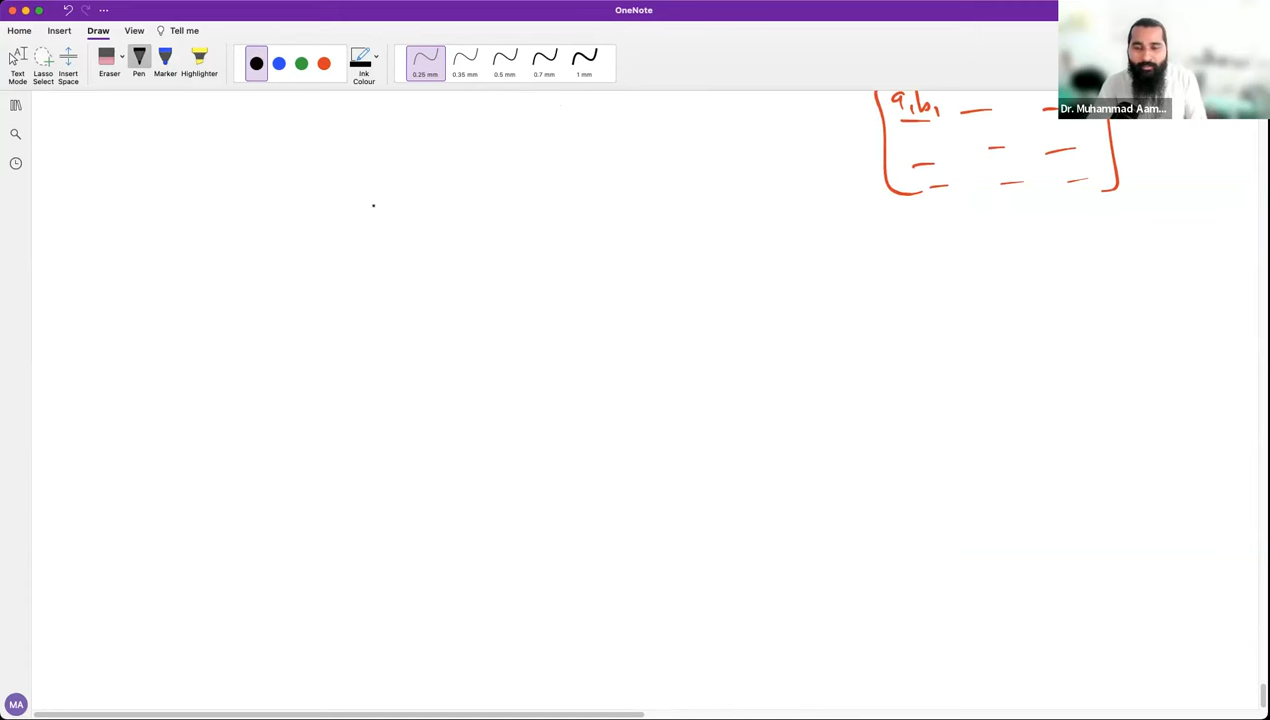 OneNote
Home Insert Draw View Tell me
Text Mode
Lasso Select
Insert Space
Eraser
Pen
Marker
Highlighter
Ink Colour
0.25 mm 0.35 mm 0.5 mm 0.7 mm 1 mm
a₁b₁
Dr. Muhammad Aam...
MA